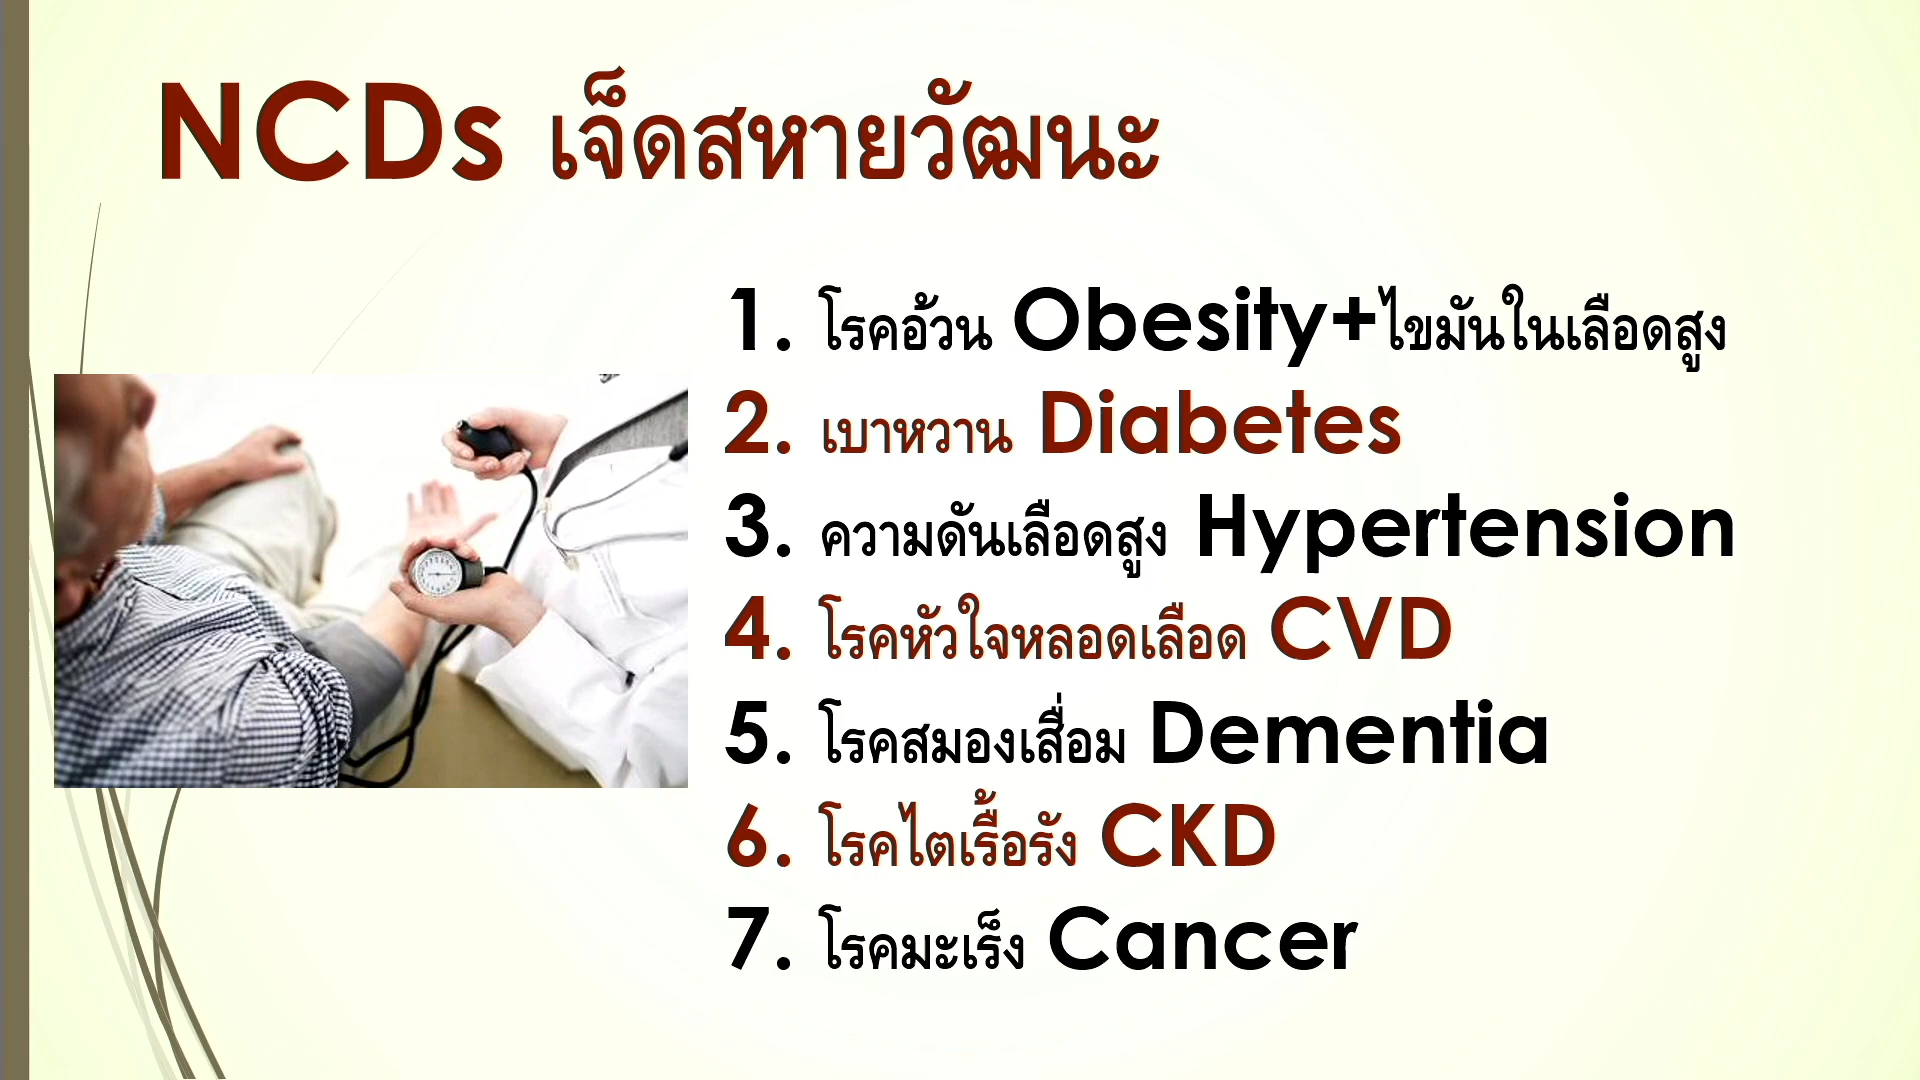 NCDs เจ็ดสหายวัฒนะ
1. โรคอ้วน Obesity+ไขมันในเลือดสูง
2. เบาหวาน Diabetes
3. ความดันเลือดสูง Hypertension
4. โรคหัวใจหลอดเลือด CVD
5. โรคสมองเสื่อม Dementia
6. โรคไตเรื้อรัง CKD
7. โรคมะเร็ง Cancer